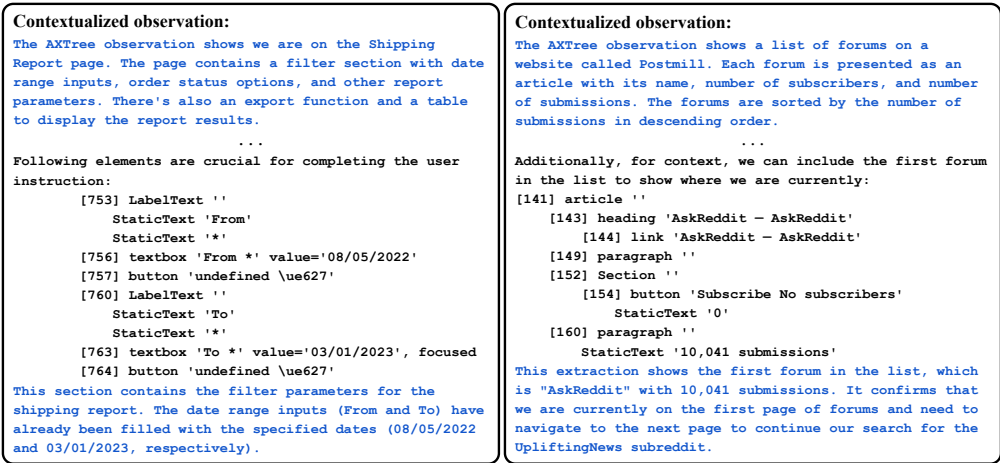 Contextualized observation:
The AXTree observation shows we are on the Shipping
Report page. The page contains a filter section with date
range inputs, order status options, and other report
parameters. There's also an export function and a table
to display the report results.
...
Following elements are crucial for completing the user
instruction:
[753] LabelText ''
StaticText 'From'
StaticText '*'
[756] textbox 'From *' value='08/05/2022'
[757] button 'undefined \ue627'
[760] LabelText ''
StaticText 'To'
StaticText '*'
[763] textbox 'To *' value='03/01/2023', focused
[764] button 'undefined \ue627'
This section contains the filter parameters for the
shipping report. The date range inputs (From and To) have
already been filled with the specified dates (08/05/2022
and 03/01/2023, respectively).
Contextualized observation:
The AXTree observation shows a list of forums on a
website called Postmill. Each forum is presented as an
article with its name, number of subscribers, and number
of submissions. The forums are sorted by the number of
submissions in descending order.
...
Additionally, for context, we can include the first forum
in the list to show where we are currently:
[141] article ''
[143] heading 'AskReddit — AskReddit'
[144] link 'AskReddit — AskReddit'
[149] paragraph ''
[152] Section ''
[154] button 'Subscribe No subscribers'
StaticText '0'
[160] paragraph ''
StaticText '10,041 submissions'
This extraction shows the first forum in the list, which
is "AskReddit" with 10,041 submissions. It confirms that
we are currently on the first page of forums and need to
navigate to the next page to continue our search for the
UpliftingNews subreddit.